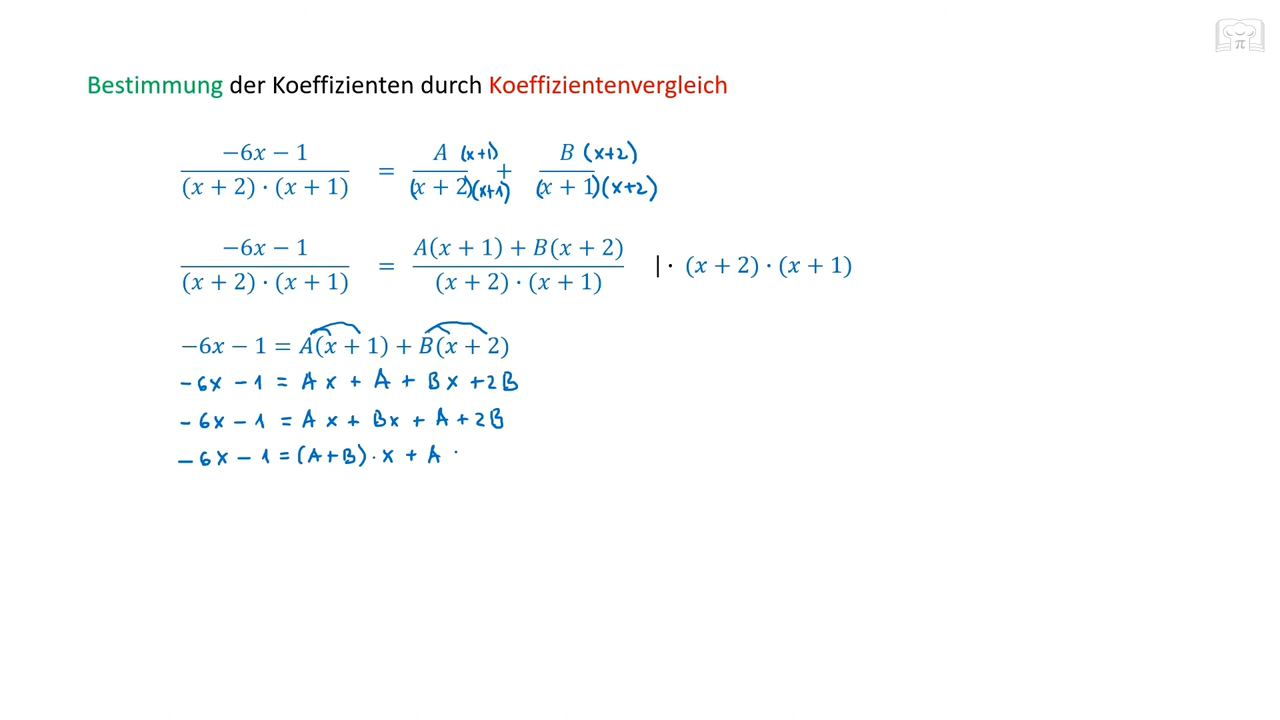 Bestimmung der Koeffizienten durch Koeffizientenvergleich
(−6x − 1)/((x + 2) · (x + 1)) = (A (x+1))/((x + 2)(x+1)) + (B (x+2))/((x + 1)(x+2))
(−6x − 1)/((x + 2) · (x + 1)) = (A(x + 1) + B(x + 2))/((x + 2) · (x + 1)) | · (x + 2) · (x + 1)
−6x − 1 = A(x + 1) + B(x + 2)
−6x − 1 = Ax + A + Bx + 2B
−6x − 1 = Ax + Bx + A + 2B
−6x − 1 = (A+B) · x + A